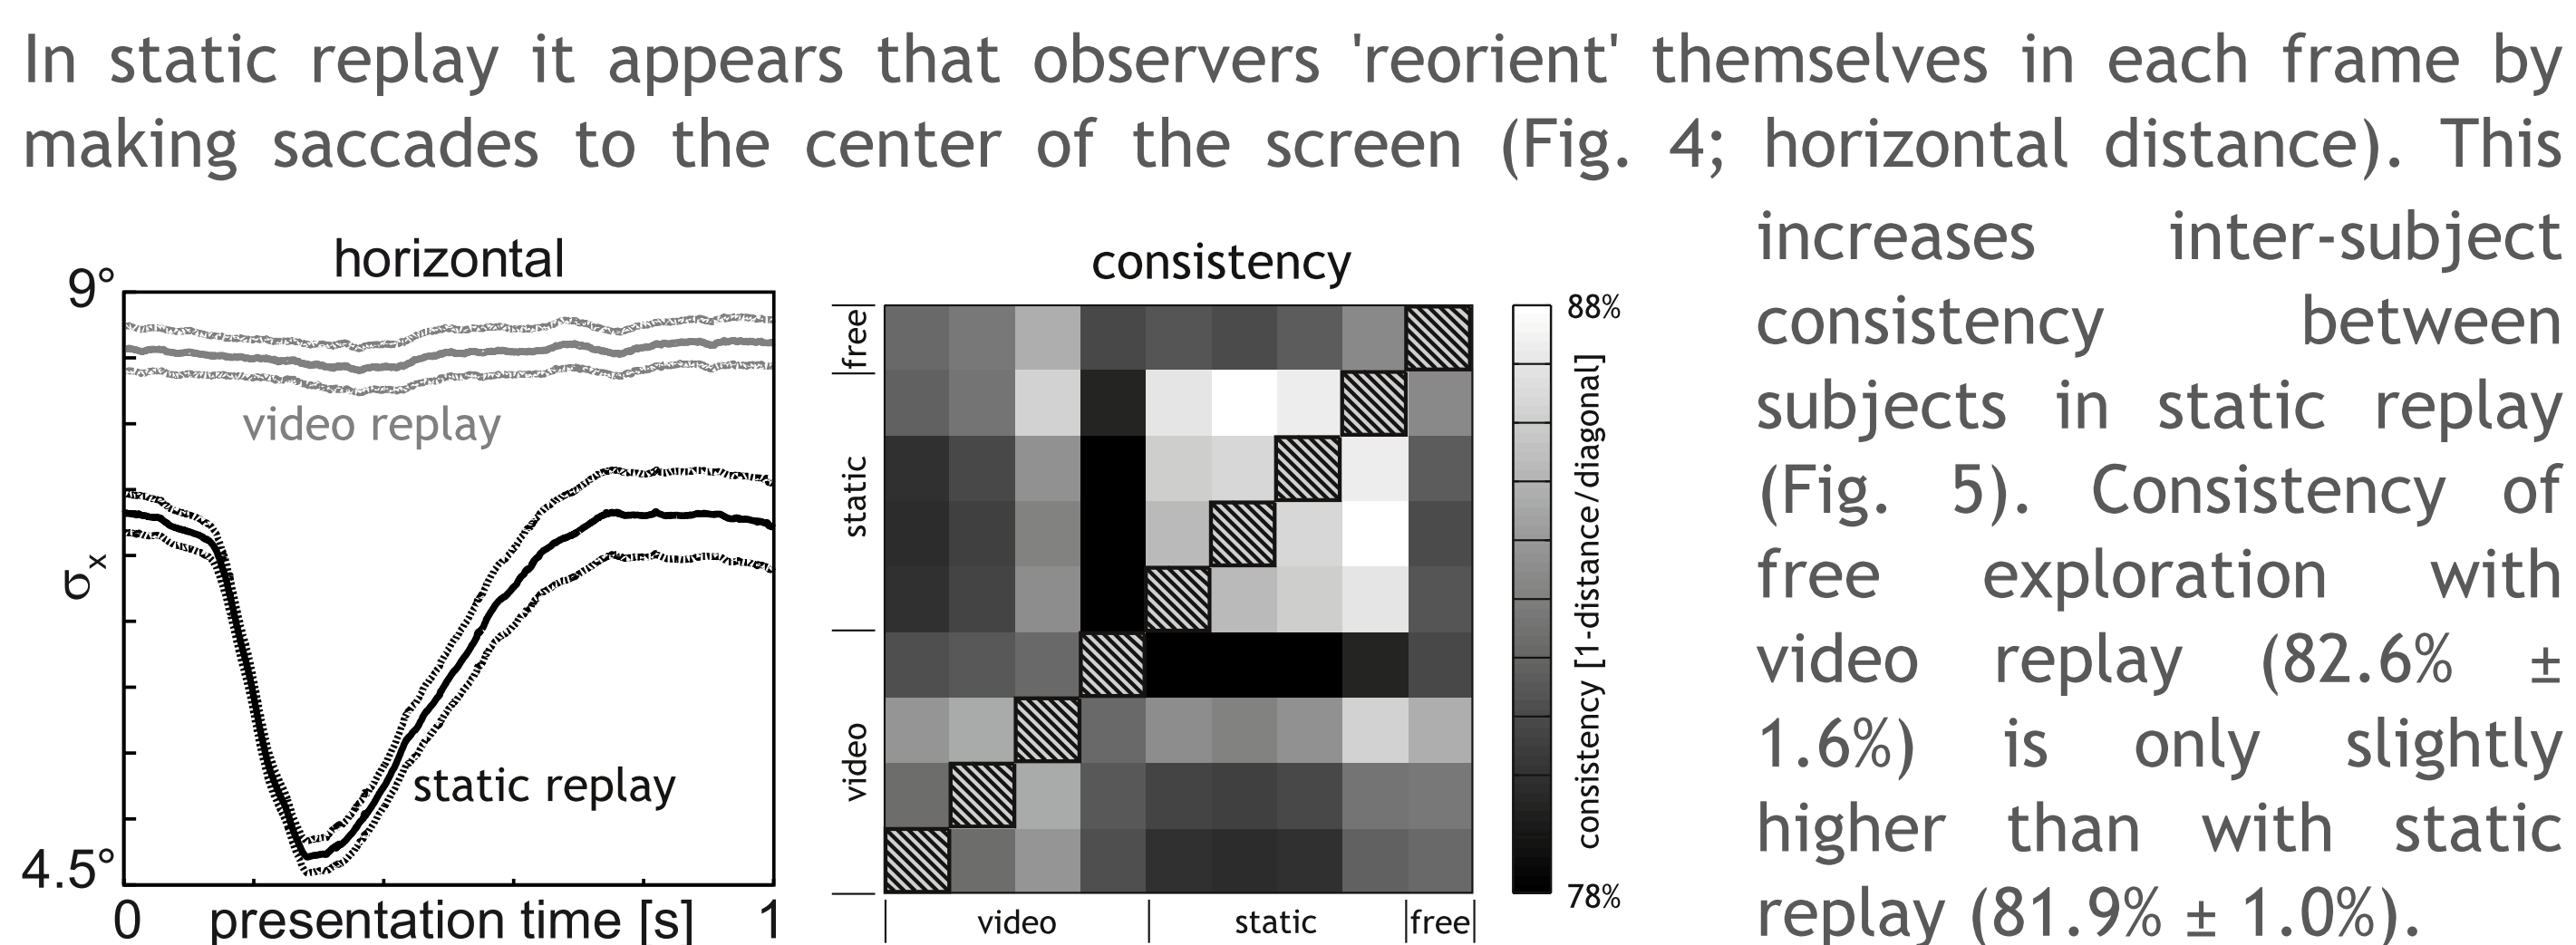 In static replay it appears that observers 'reorient' themselves in each frame by
making saccades to the center of the screen (Fig. 4; horizontal distance). This
increases inter-subject
consistency between
subjects in static replay
(Fig. 5). Consistency of
free exploration with
video replay (82.6% ±
1.6%) is only slightly
higher than with static
replay (81.9% ± 1.0%).
horizontal
9°
video replay
σx
static replay
4.5°
0 presentation time [s] 1
consistency
free
static
video
video static free
88%
consistency [1-distance/diagonal]
78%